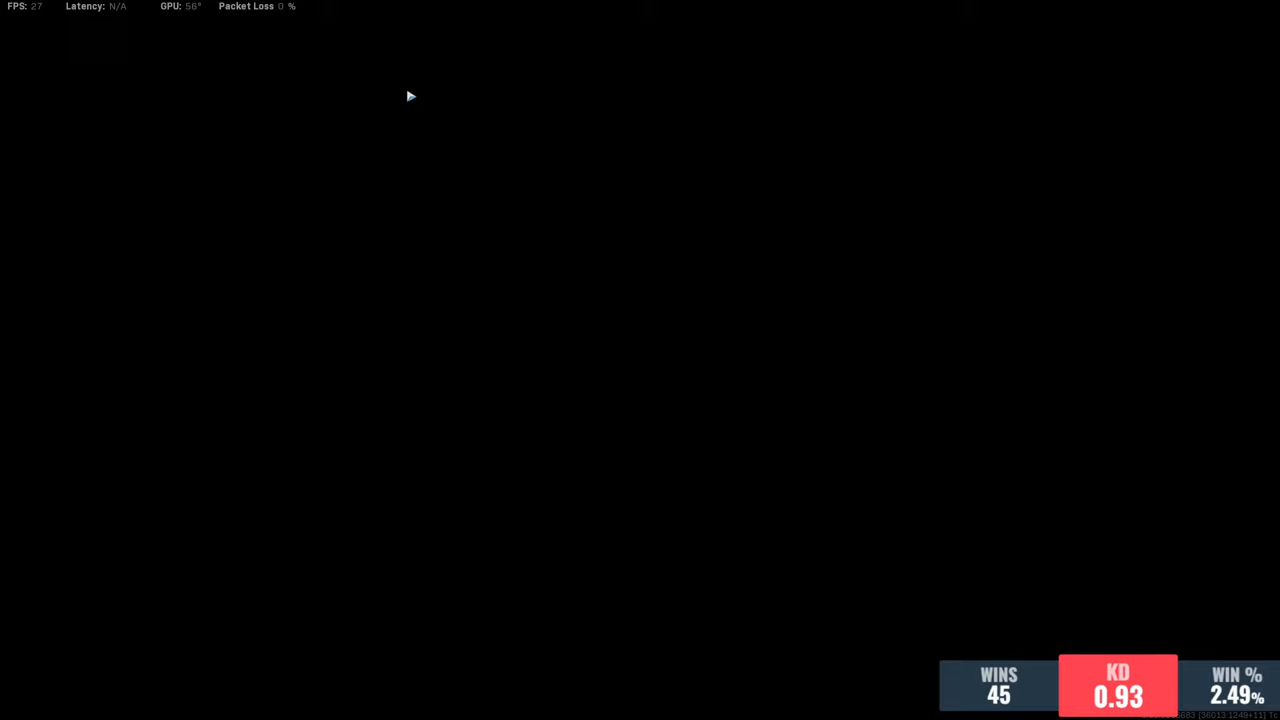 FPS: 27 Latency: N/A GPU: 56° Packet Loss 0 %
WINS KD WIN %
45 0.93 2.49%